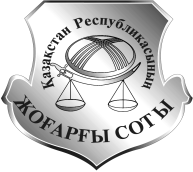 Қазақстан Республикасының
ЖОҒАРҒЫ СОТЫ